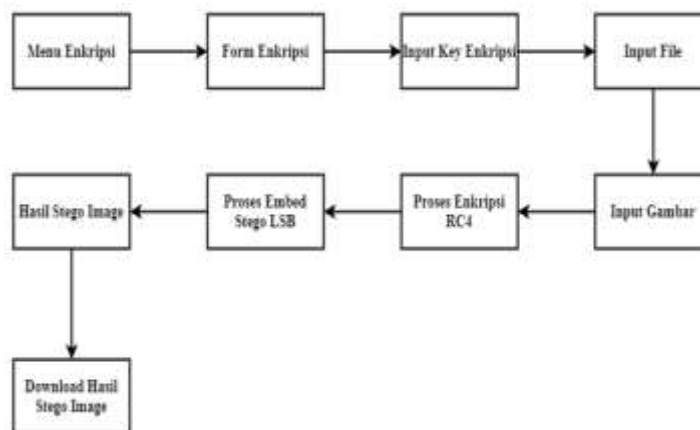 Menu Enkripsi
Form Enkripsi
Input Key Enkripsi
Input File
Input Gambar
Proses Enkripsi
RC4
Proses Embed
Stego LSB
Hasil Stego Image
Download Hasil
Stego Image